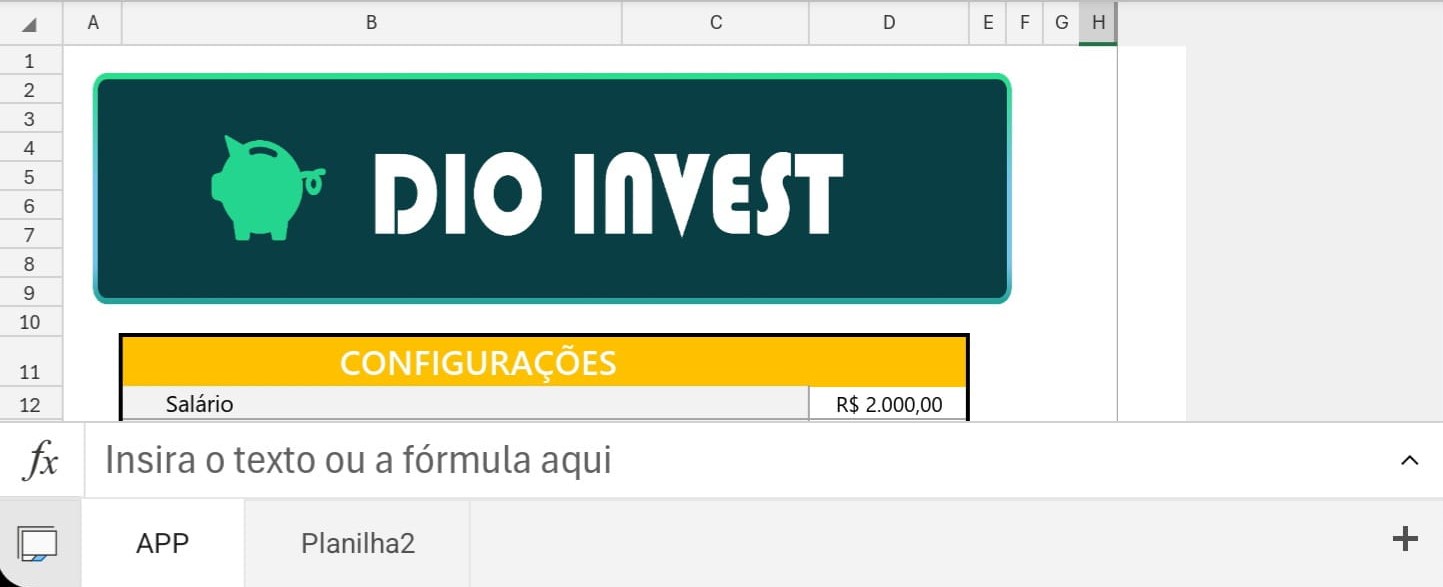 A B C D E F G H
1
2
3
4
5
6
7
8
9
10
11
12
DIO INVEST
CONFIGURAÇÕES
Salário R$ 2.000,00
fx Insira o texto ou a fórmula aqui
APP Planilha2